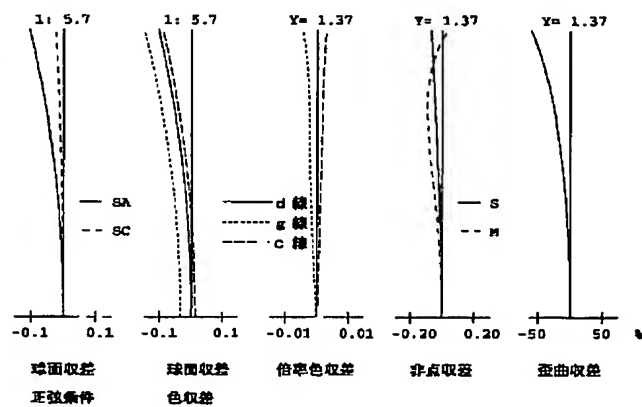 1: 5.7
1: 5.7
Y= 1.37
Y= 1.37
Y= 1.37
SA
SC
d 線
g 線
c 線
S
M
-0.1 0.1
-0.1 0.1
-0.01 0.01
-0.20 0.20
-50 50 %
球面収差
正弦条件
球面収差
色収差
倍率色収差
非点収差
歪曲収差